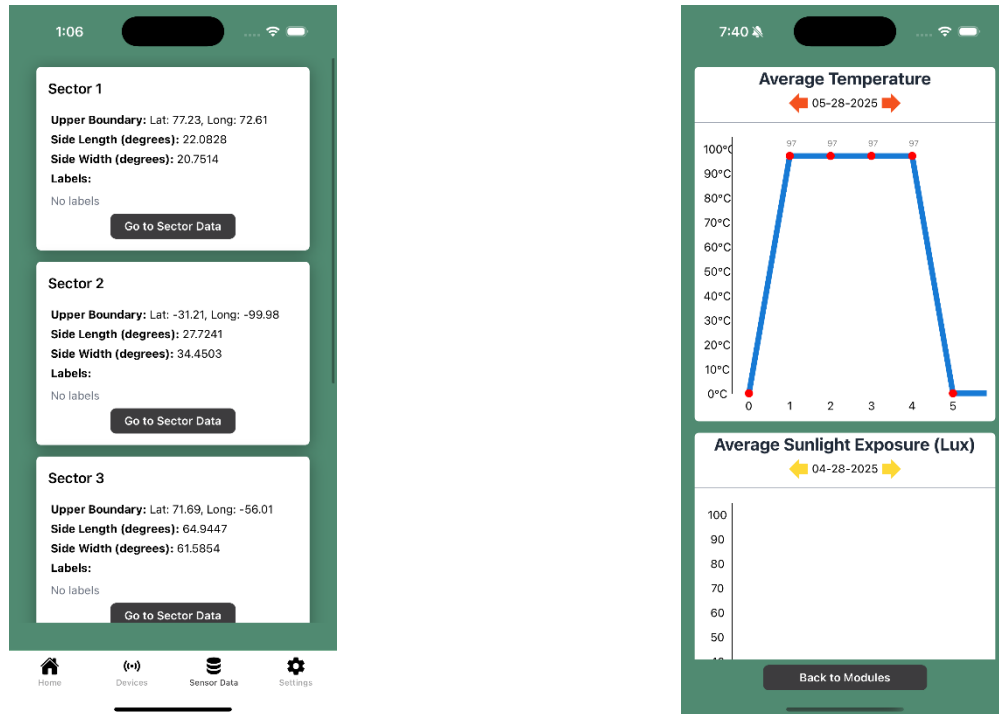 1:06
Sector 1
Upper Boundary: Lat: 77.23, Long: 72.61
Side Length (degrees): 22.0828
Side Width (degrees): 20.7514
Labels:
No labels
Go to Sector Data
Sector 2
Upper Boundary: Lat: -31.21, Long: -99.98
Side Length (degrees): 27.7241
Side Width (degrees): 34.4503
Labels:
No labels
Go to Sector Data
Sector 3
Upper Boundary: Lat: 71.69, Long: -56.01
Side Length (degrees): 64.9447
Side Width (degrees): 61.5854
Labels:
No labels
Go to Sector Data
Home Devices Sensor Data Settings
7:40
Average Temperature
05-28-2025
97 97 97 97
100°C
90°C
80°C
70°C
60°C
50°C
40°C
30°C
20°C
10°C
0°C
0 1 2 3 4 5
Average Sunlight Exposure (Lux)
04-28-2025
100
90
80
70
60
50
Back to Modules